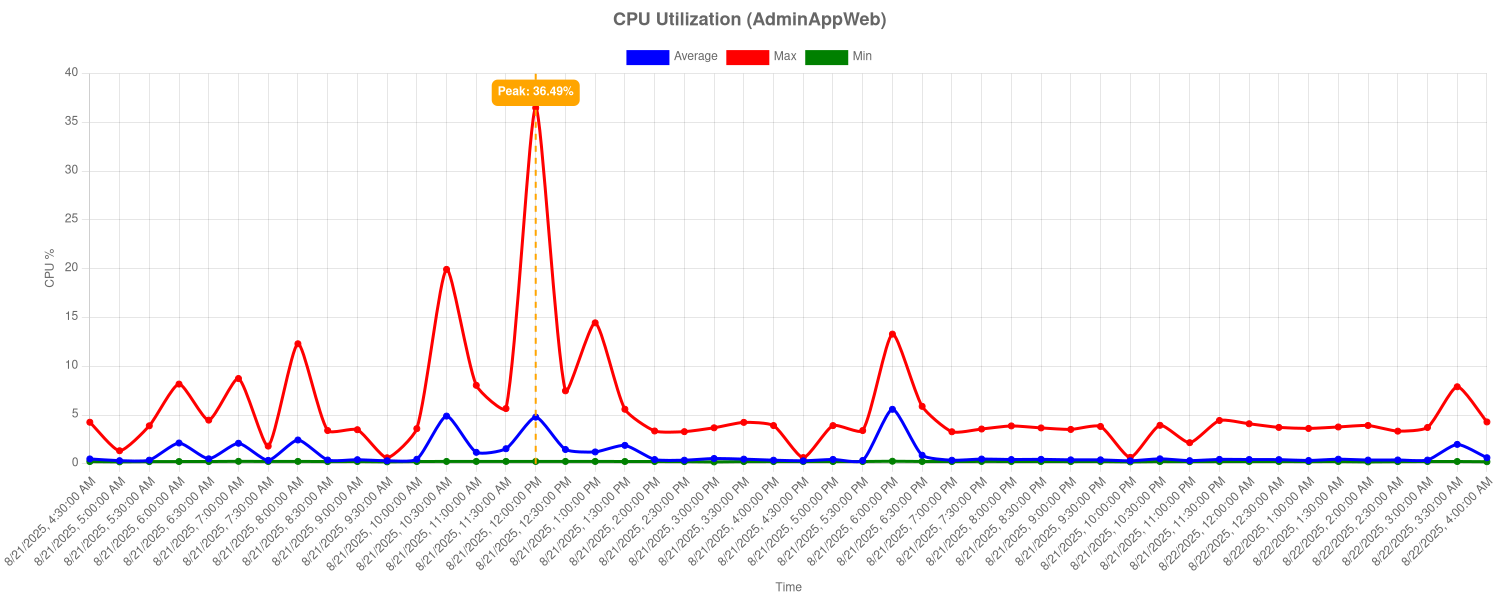 CPU Utilization (AdminAppWeb)
Average Max Min
40
Peak: 36.49%
35
30
25
20
15
10
5
0
CPU %
8/21/2025, 4:30:00 AM
8/21/2025, 5:00:00 AM
8/21/2025, 5:30:00 AM
8/21/2025, 6:00:00 AM
8/21/2025, 6:30:00 AM
8/21/2025, 7:00:00 AM
8/21/2025, 7:30:00 AM
8/21/2025, 8:00:00 AM
8/21/2025, 8:30:00 AM
8/21/2025, 9:00:00 AM
8/21/2025, 9:30:00 AM
8/21/2025, 10:00:00 AM
8/21/2025, 10:30:00 AM
8/21/2025, 11:00:00 AM
8/21/2025, 11:30:00 AM
8/21/2025, 12:00:00 PM
8/21/2025, 12:30:00 PM
8/21/2025, 1:00:00 PM
8/21/2025, 1:30:00 PM
8/21/2025, 2:00:00 PM
8/21/2025, 2:30:00 PM
8/21/2025, 3:00:00 PM
8/21/2025, 3:30:00 PM
8/21/2025, 4:00:00 PM
8/21/2025, 4:30:00 PM
8/21/2025, 5:00:00 PM
8/21/2025, 5:30:00 PM
8/21/2025, 6:00:00 PM
8/21/2025, 6:30:00 PM
8/21/2025, 7:00:00 PM
8/21/2025, 7:30:00 PM
8/21/2025, 8:00:00 PM
8/21/2025, 8:30:00 PM
8/21/2025, 9:00:00 PM
8/21/2025, 9:30:00 PM
8/21/2025, 10:00:00 PM
8/21/2025, 10:30:00 PM
8/21/2025, 11:00:00 PM
8/21/2025, 11:30:00 PM
8/22/2025, 12:00:00 AM
8/22/2025, 12:30:00 AM
8/22/2025, 1:00:00 AM
8/22/2025, 1:30:00 AM
8/22/2025, 2:00:00 AM
8/22/2025, 2:30:00 AM
8/22/2025, 3:00:00 AM
8/22/2025, 3:30:00 AM
8/22/2025, 4:00:00 AM
Time